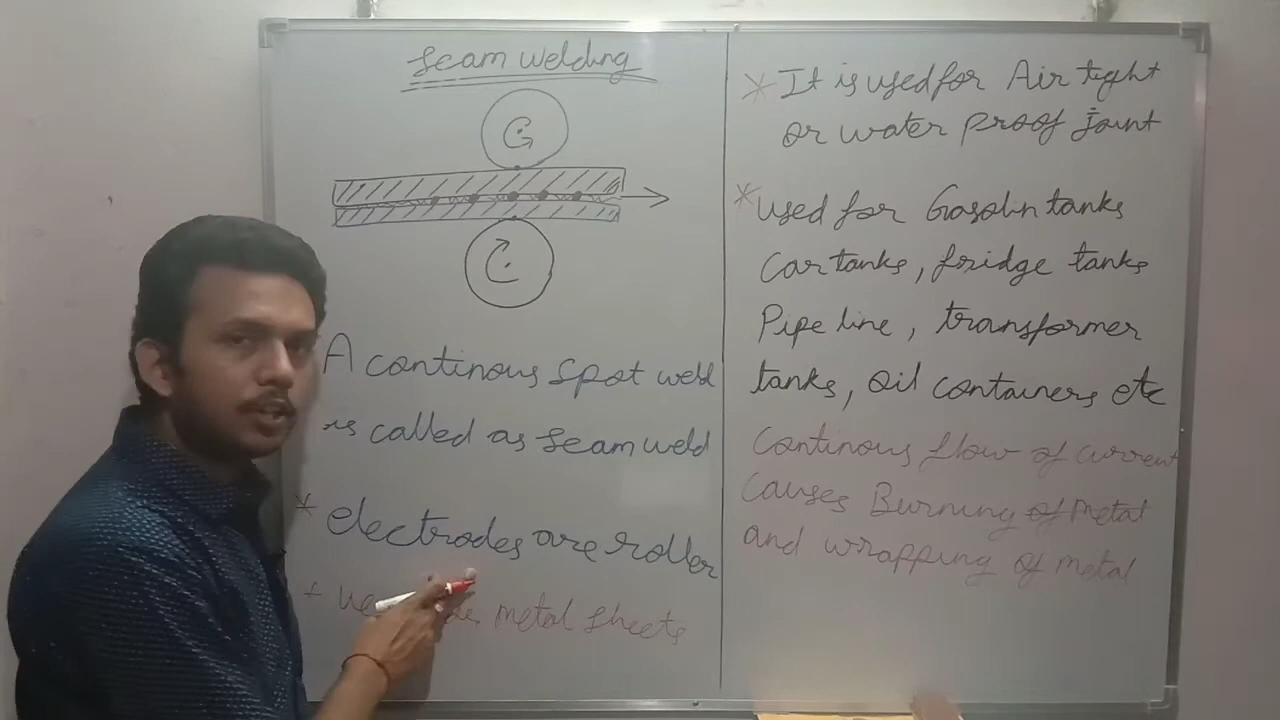 Seam welding
A continous spot weld
is called as seam weld
* electrodes are roller
metal sheets
* It is used for Air tight
or water proof joint
* used for Gasolin tanks
car tanks, fridge tanks
Pipe line, transformer
tanks, oil containers etc
Continous flow of current
causes Burning of metal
and wrapping of metal